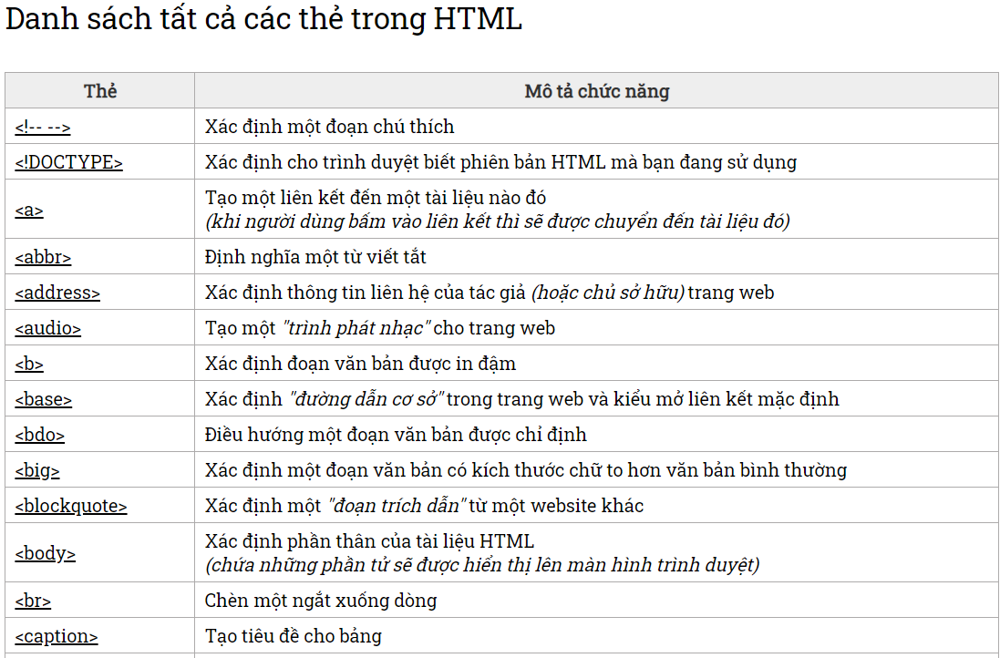 Danh sách tất cả các thẻ trong HTML
Thẻ Mô tả chức năng
<!-- --> Xác định một đoạn chú thích
<!DOCTYPE> Xác định cho trình duyệt biết phiên bản HTML mà bạn đang sử dụng
<a> Tạo một liên kết đến một tài liệu nào đó
(khi người dùng bấm vào liên kết thì sẽ được chuyển đến tài liệu đó)
<abbr> Định nghĩa một từ viết tắt
<address> Xác định thông tin liên hệ của tác giả (hoặc chủ sở hữu) trang web
<audio> Tạo một "trình phát nhạc" cho trang web
<b> Xác định đoạn văn bản được in đậm
<base> Xác định "đường dẫn cơ sở" trong trang web và kiểu mở liên kết mặc định
<bdo> Điều hướng một đoạn văn bản được chỉ định
<big> Xác định một đoạn văn bản có kích thước chữ to hơn văn bản bình thường
<blockquote> Xác định một "đoạn trích dẫn" từ một website khác
<body> Xác định phần thân của tài liệu HTML
(chứa những phần tử sẽ được hiển thị lên màn hình trình duyệt)
<br> Chèn một ngắt xuống dòng
<caption> Tạo tiêu đề cho bảng